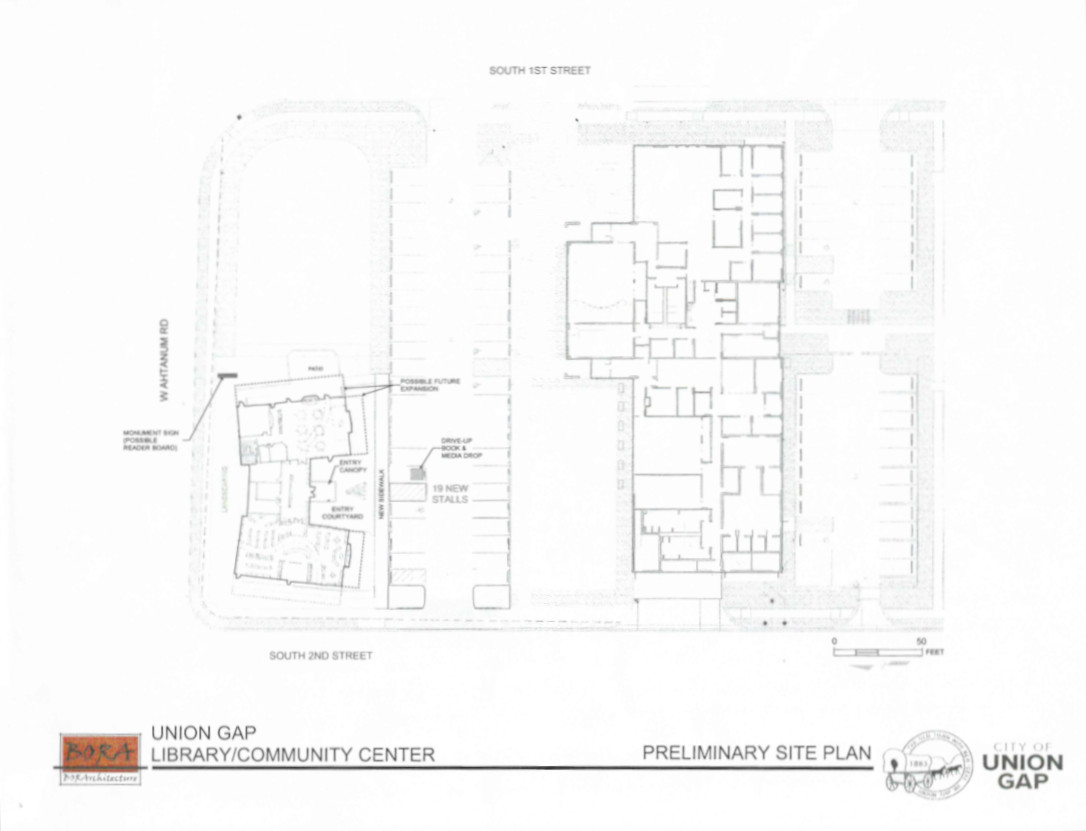 SOUTH 1ST STREET
W AHTANUM RD
PATIO
POSSIBLE FUTURE
EXPANSION
MONUMENT SIGN
(POSSIBLE
READER BOARD)
DRIVE-UP
BOOK &
MEDIA DROP
ENTRY
CANOPY
19 NEW
STALLS
LANDSCAPING
NEW SIDEWALK
ENTRY
COURTYARD
SOUTH 2ND STREET
0 50
FEET
BORA
BORArchitecture
UNION GAP
LIBRARY/COMMUNITY CENTER
PRELIMINARY SITE PLAN
1883
CITY OF
UNION
GAP